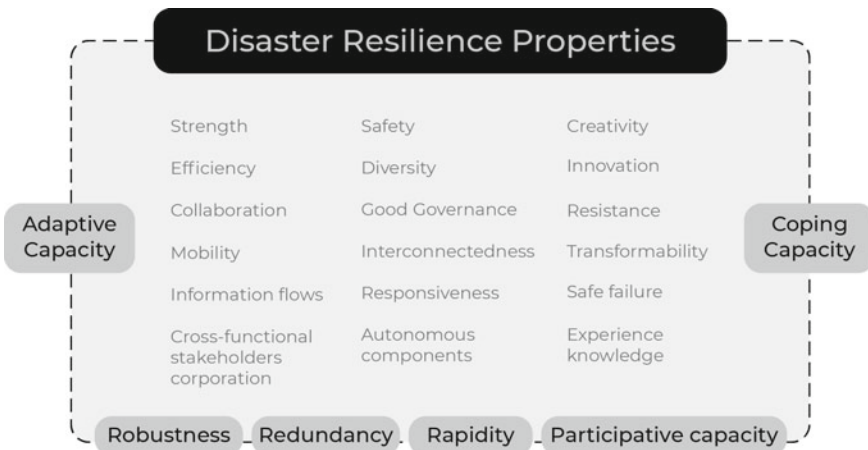 Disaster Resilience Properties
Strength
Safety
Creativity
Efficiency
Diversity
Innovation
Collaboration
Good Governance
Resistance
Adaptive
Capacity
Coping
Capacity
Mobility
Interconnectedness
Transformability
Information flows
Responsiveness
Safe failure
Cross-functional
stakeholders
corporation
Autonomous
components
Experience
knowledge
Robustness
Redundancy
Rapidity
Participative capacity